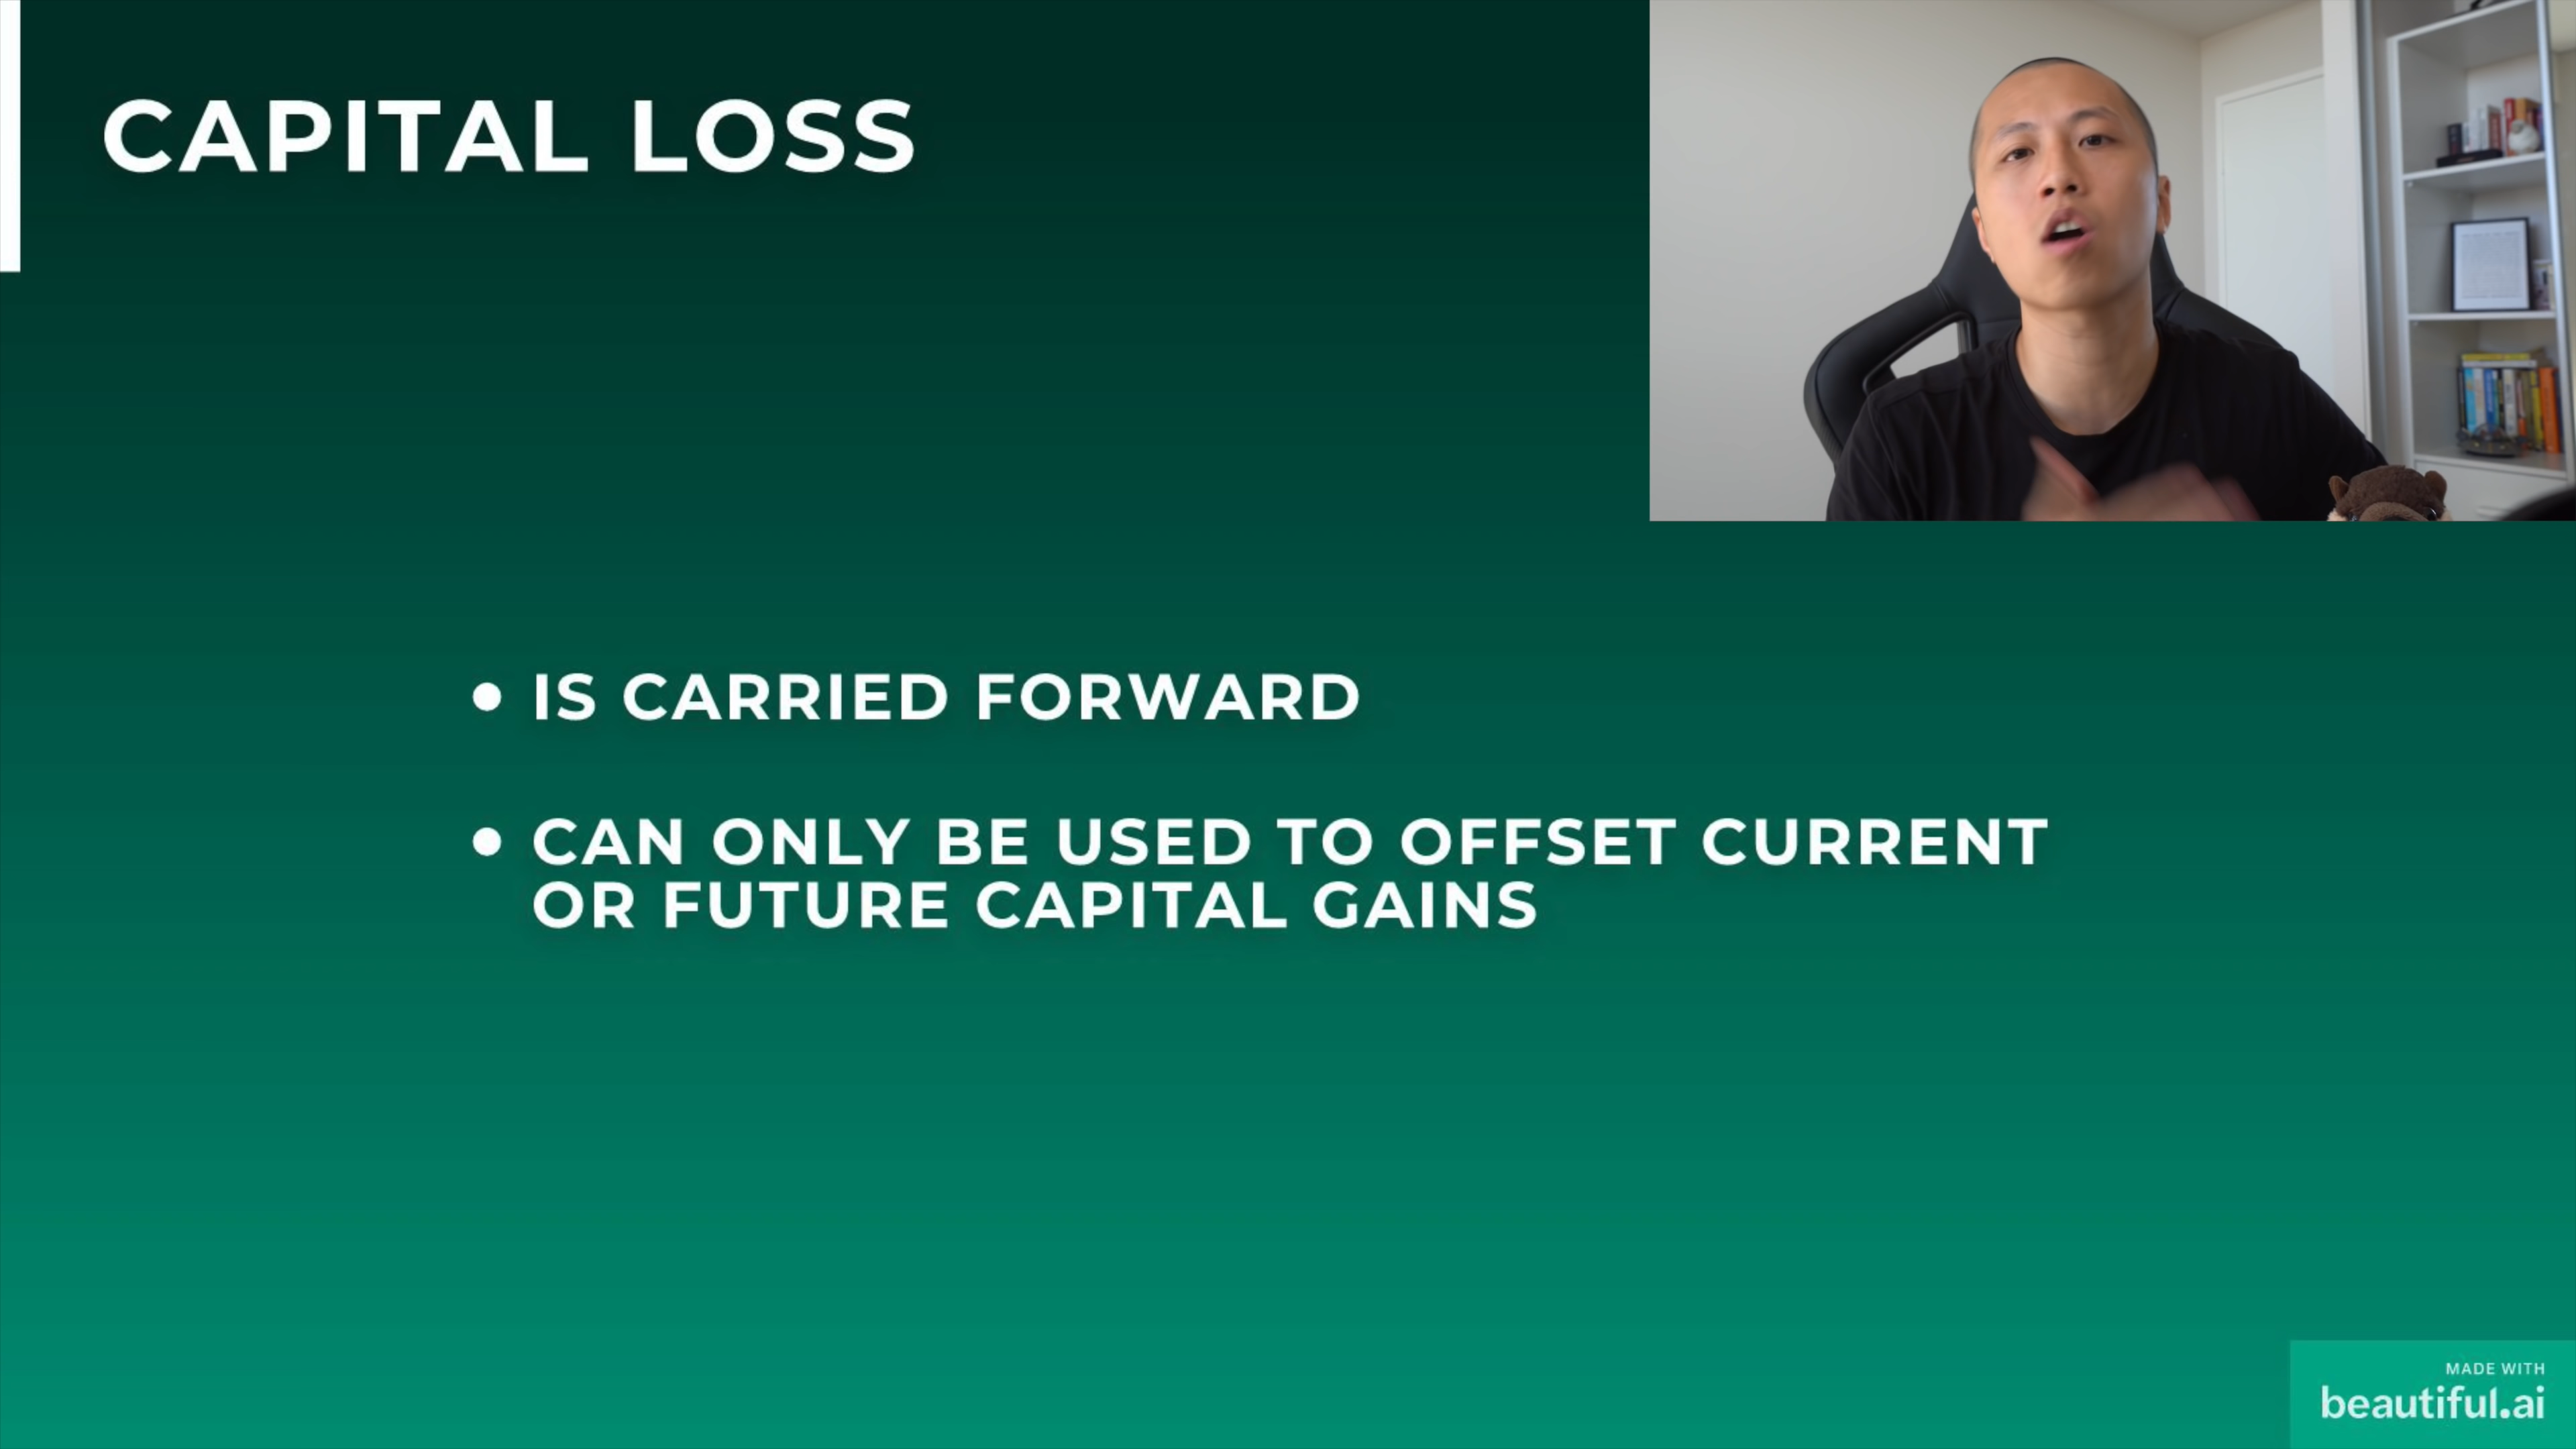 CAPITAL LOSS
• IS CARRIED FORWARD
• CAN ONLY BE USED TO OFFSET CURRENT
OR FUTURE CAPITAL GAINS
MADE WITH
beautiful.ai